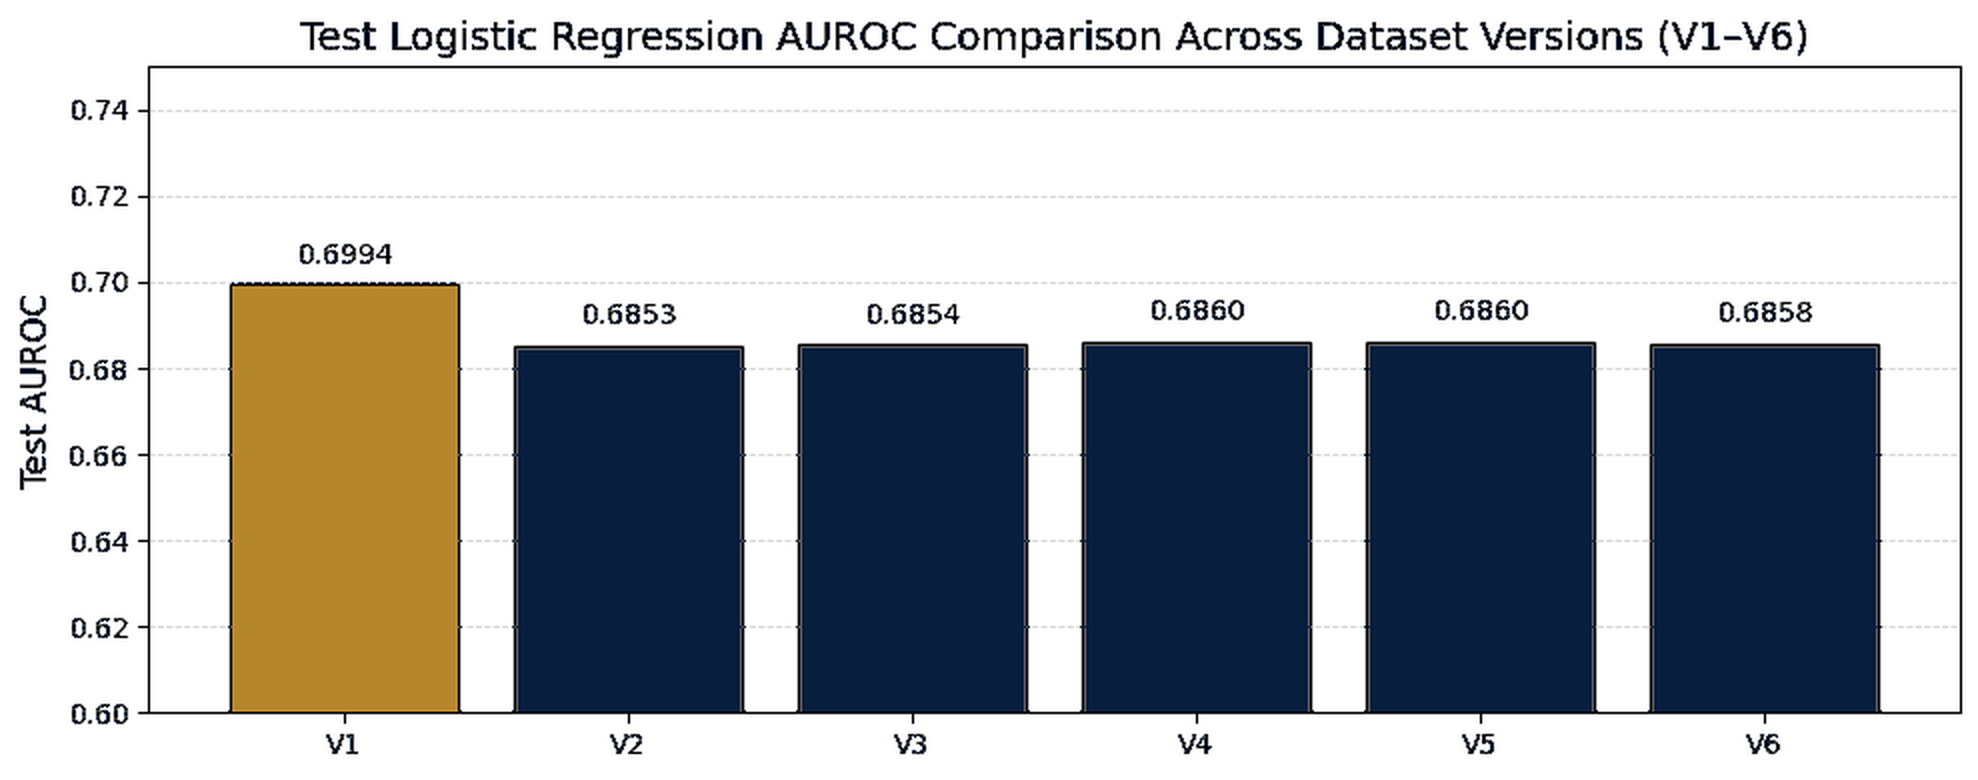 Test Logistic Regression AUROC Comparison Across Dataset Versions (V1–V6)
Test AUROC
0.74
0.72
0.70
0.68
0.66
0.64
0.62
0.60
0.6994
0.6853
0.6854
0.6860
0.6860
0.6858
V1
V2
V3
V4
V5
V6